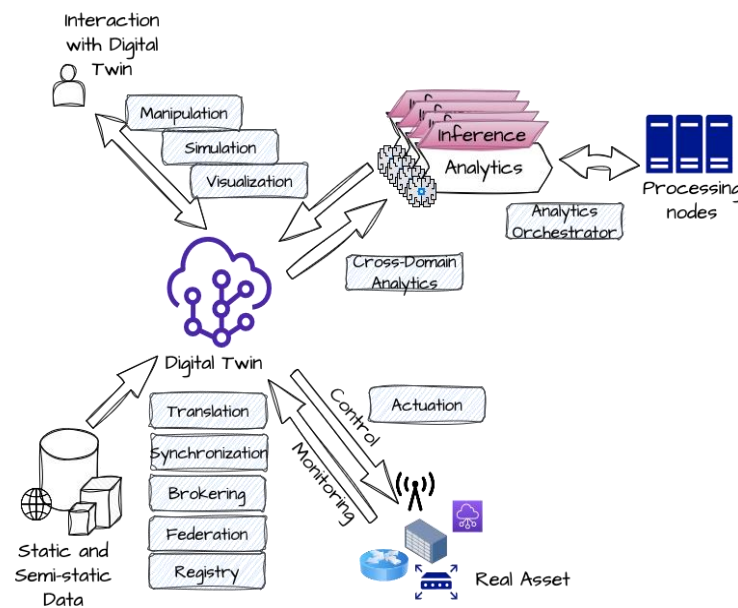 Interaction
with Digital
Twin
Manipulation
Simulation
Visualization
Inference
Analytics
Processing
nodes
Analytics
Orchestrator
Cross-Domain
Analytics
Digital Twin
Translation
Synchronization
Brokering
Federation
Registry
Control
Monitoring
Actuation
Static and
Semi-static
Data
Real Asset